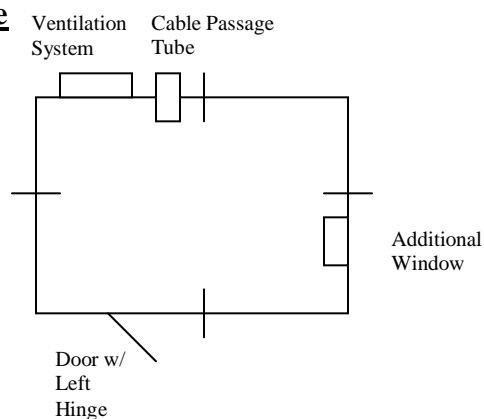 e
Ventilation
System
Cable Passage
Tube
Additional
Window
Door w/
Left
Hinge